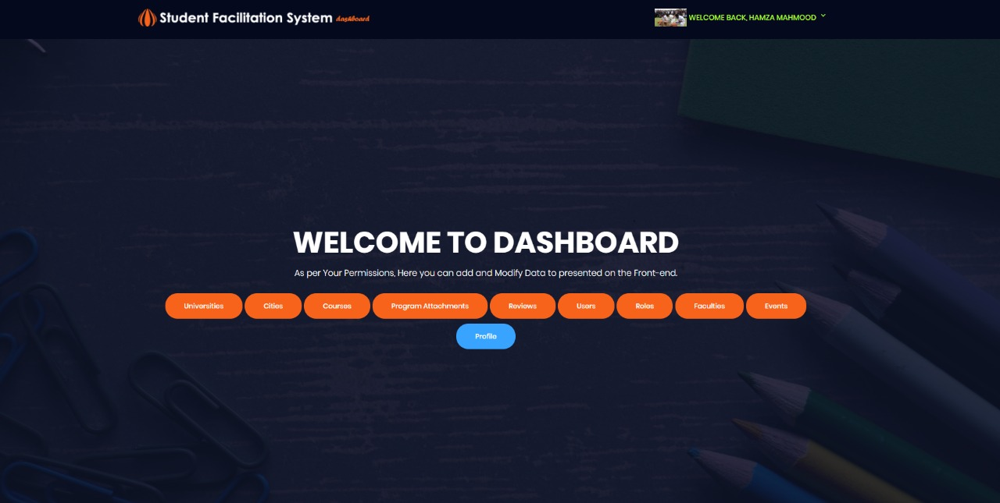 Student Facilitation System dashboard
WELCOME BACK, HAMZA MAHMOOD
WELCOME TO DASHBOARD
As per Your Permissions, Here you can add and Modify Data to presented on the Front-end.
Universities Cities Courses Program Attachments Reviews Users Roles Faculties Events
Profile